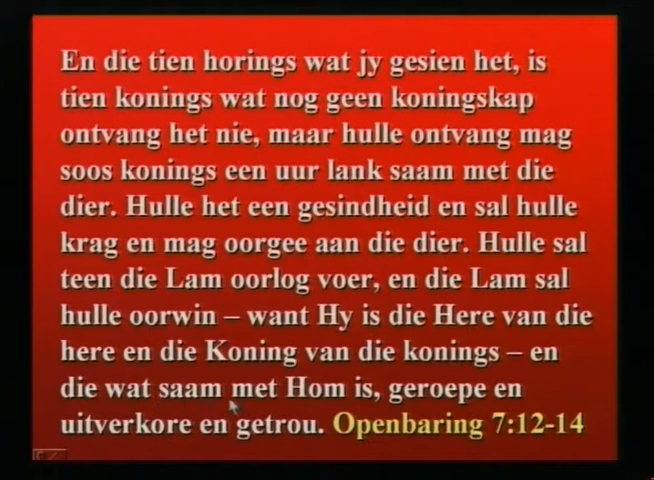 En die tien horings wat jy gesien het, is
tien konings wat nog geen koningskap
ontvang het nie, maar hulle ontvang mag
soos konings een uur lank saam met die
dier. Hulle het een gesindheid en sal hulle
krag en mag oorgee aan die dier. Hulle sal
teen die Lam oorlog voer, en die Lam sal
hulle oorwin – want Hy is die Here van die
here en die Koning van die konings – en
die wat saam met Hom is, geroepe en
uitverkore en getrou. Openbaring 7:12-14